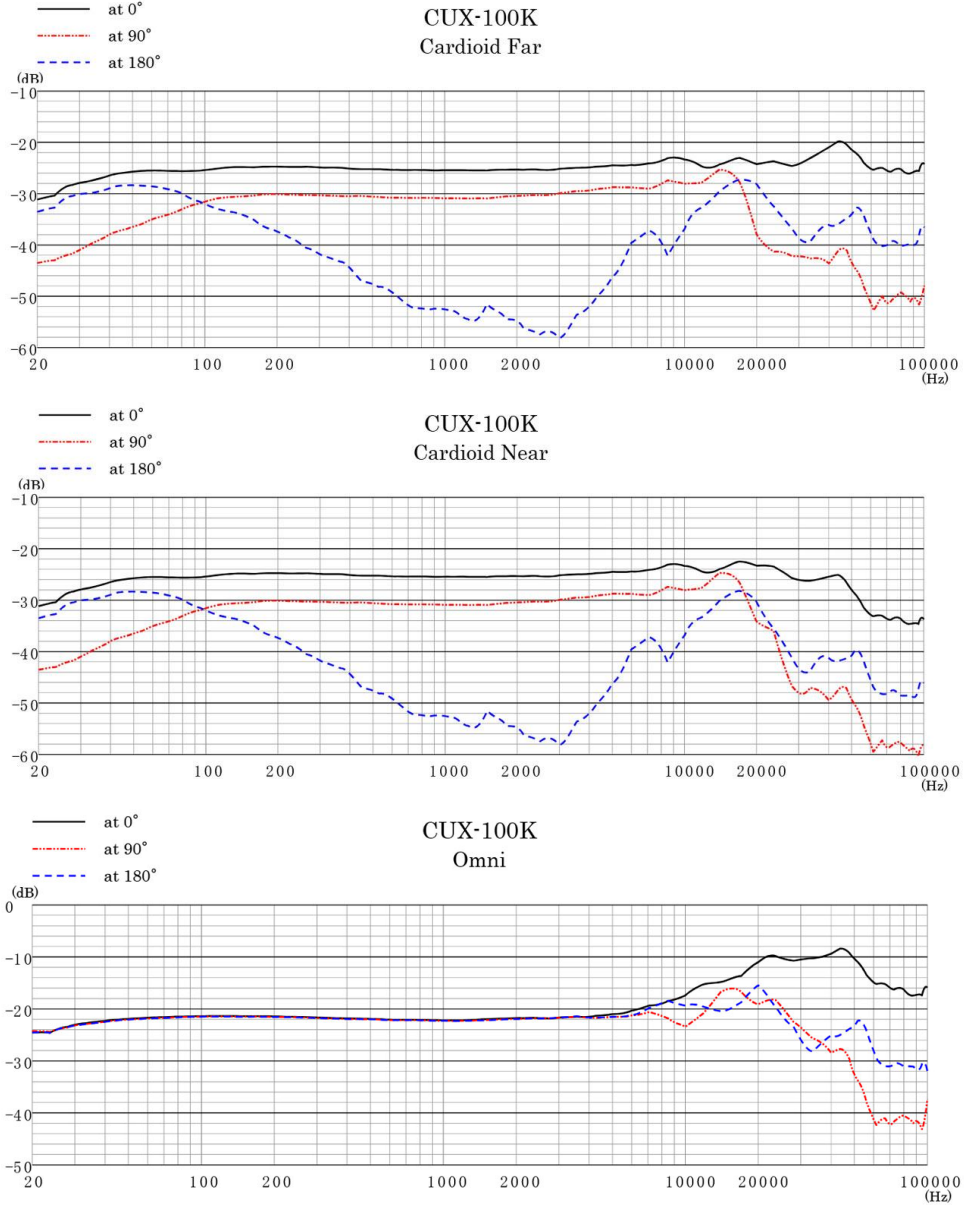 at 0°
CUX-100K
at 90°
Cardioid Far
at 180°
(dB)
-10
-20
-30
-40
-50
-60
20 100 200 1000 2000 10000 20000 100000
(Hz)
at 0°
CUX-100K
at 90°
Cardioid Near
at 180°
(dB)
-10
-20
-30
-40
-50
-60
20 100 200 1000 2000 10000 20000 100000
(Hz)
at 0°
CUX-100K
at 90°
Omni
at 180°
(dB)
0
-10
-20
-30
-40
-50
20 100 200 1000 2000 10000 20000 100000
(Hz)